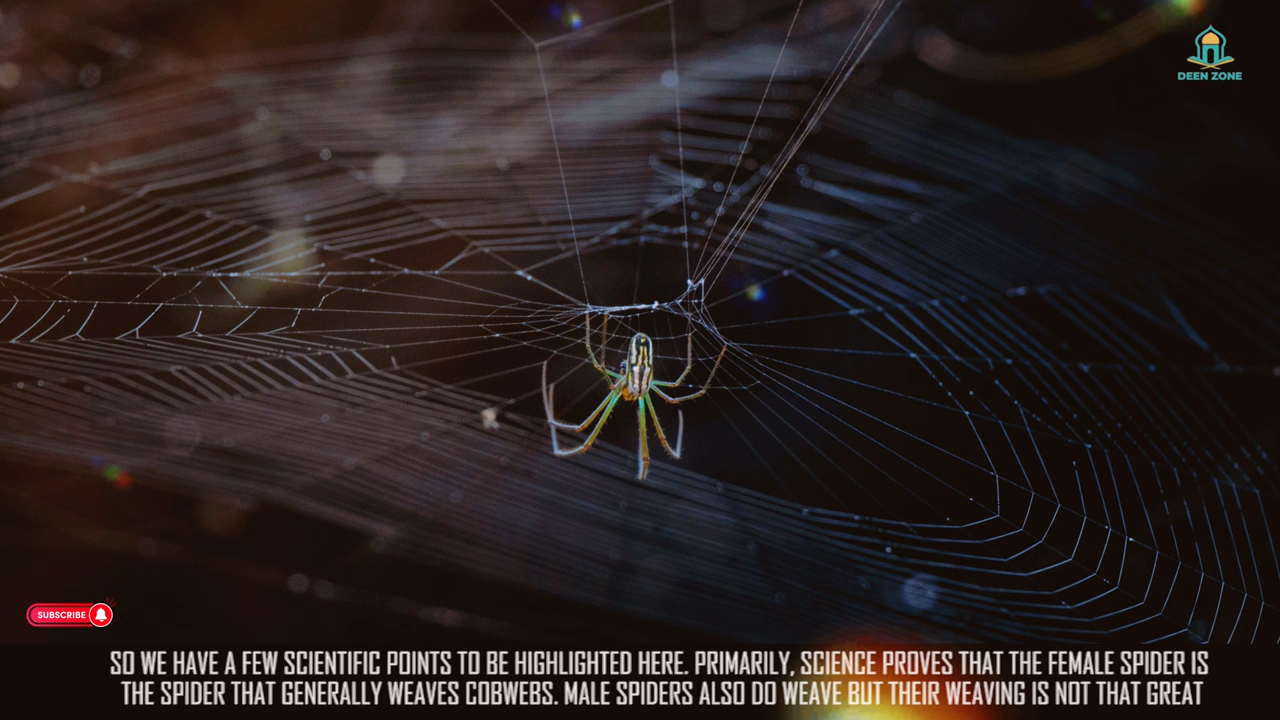 DEEN ZONE
SUBSCRIBE
SO WE HAVE A FEW SCIENTIFIC POINTS TO BE HIGHLIGHTED HERE. PRIMARILY, SCIENCE PROVES THAT THE FEMALE SPIDER IS
THE SPIDER THAT GENERALLY WEAVES COBWEBS. MALE SPIDERS ALSO DO WEAVE BUT THEIR WEAVING IS NOT THAT GREAT